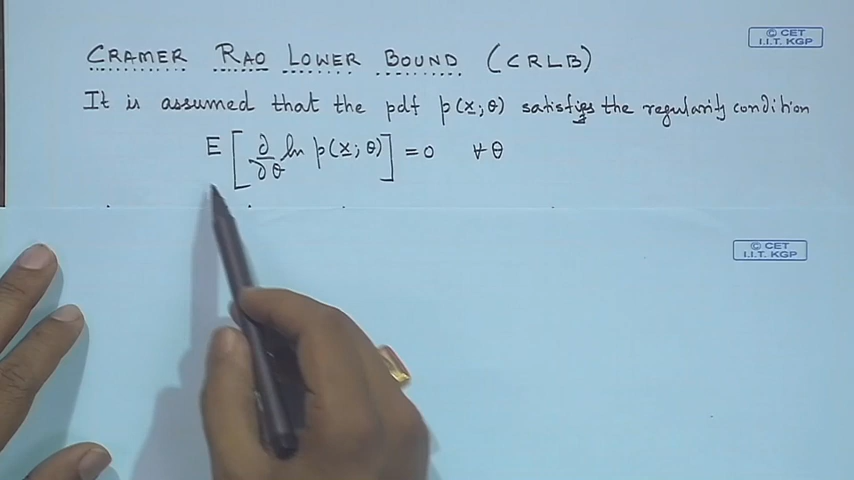 © CET
I.I.T. KGP
CRAMER RAO LOWER BOUND (CRLB)
It is assumed that the pdf p(x; θ) satisfies the regularity condition
E [ ∂/∂θ ln p(x; θ) ] = 0 ∀ θ
© CET
I.I.T. KGP